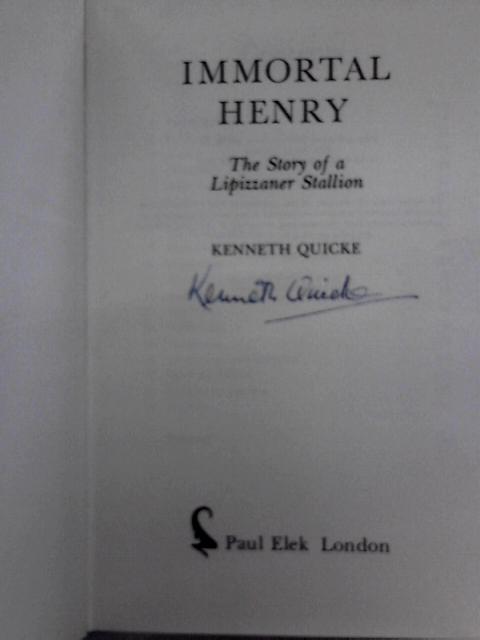 IMMORTAL
HENRY
The Story of a
Lipizzaner Stallion
KENNETH QUICKE
Kenneth Quicke
Paul Elek London